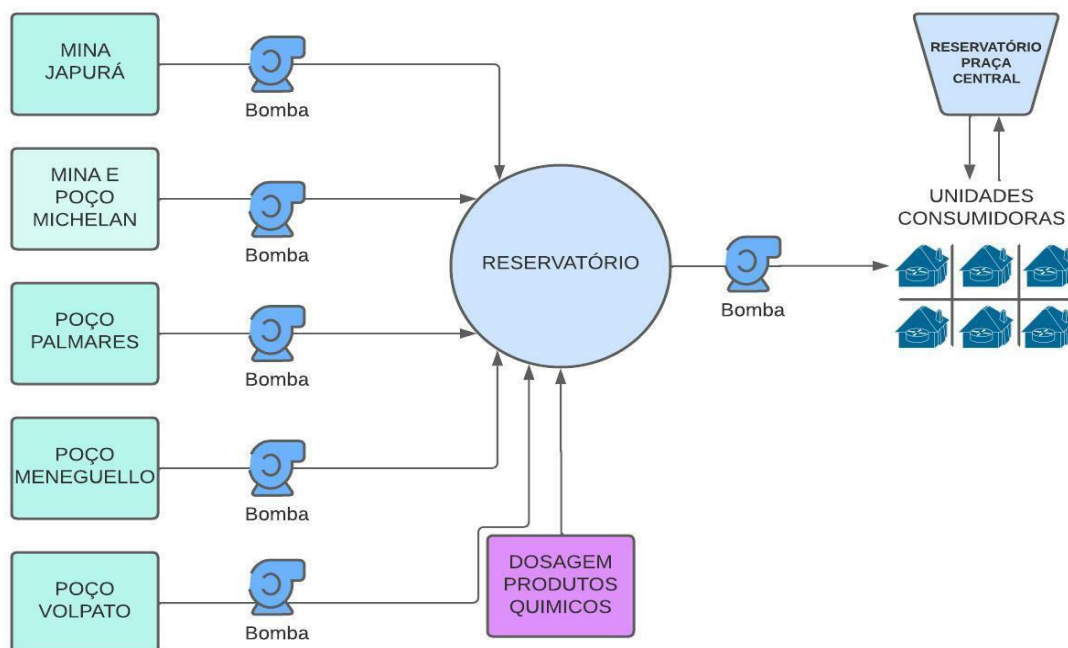 MINA
JAPURÁ
Bomba
MINA E
POÇO
MICHELAN
Bomba
POÇO
PALMARES
Bomba
POÇO
MENEGUELLO
Bomba
POÇO
VOLPATO
Bomba
DOSAGEM
PRODUTOS
QUIMICOS
RESERVATÓRIO
Bomba
RESERVATÓRIO
PRAÇA
CENTRAL
UNIDADES
CONSUMIDORAS